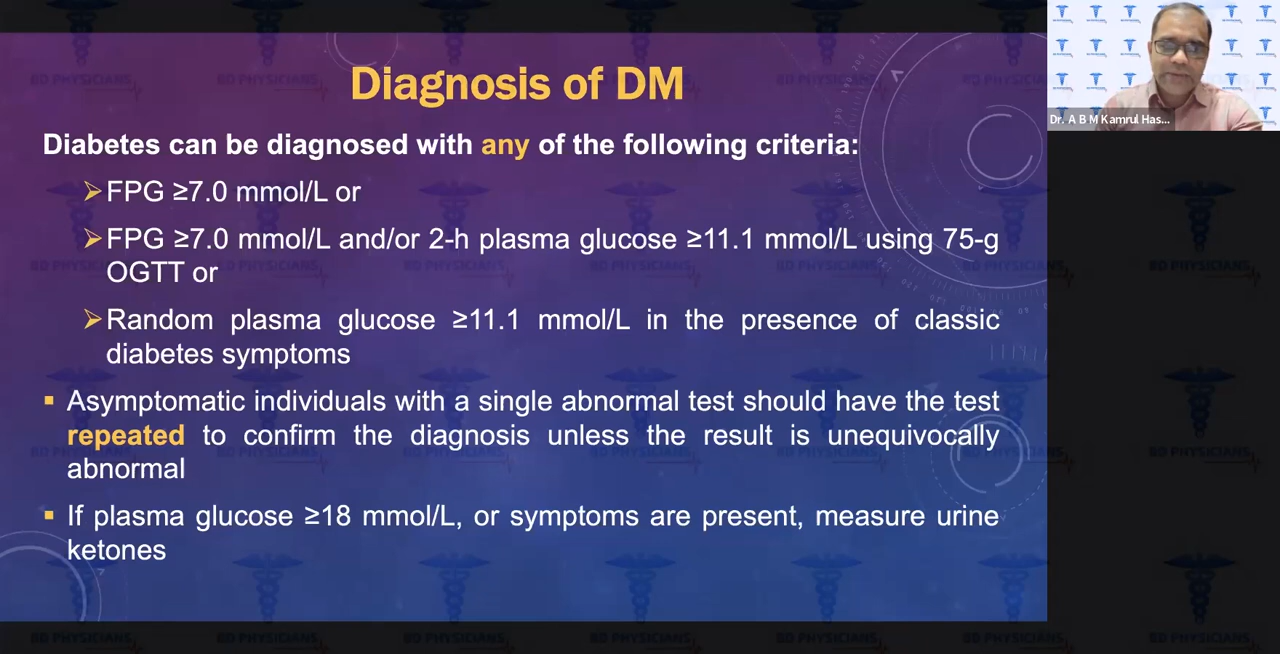 Diagnosis of DM
Diabetes can be diagnosed with any of the following criteria:
FPG ≥7.0 mmol/L or
FPG ≥7.0 mmol/L and/or 2-h plasma glucose ≥11.1 mmol/L using 75-g
OGTT or
Random plasma glucose ≥11.1 mmol/L in the presence of classic
diabetes symptoms
Asymptomatic individuals with a single abnormal test should have the test
repeated to confirm the diagnosis unless the result is unequivocally
abnormal
If plasma glucose ≥18 mmol/L, or symptoms are present, measure urine
ketones
Dr. A B M Kamrul Has...
BD PHYSICIANS